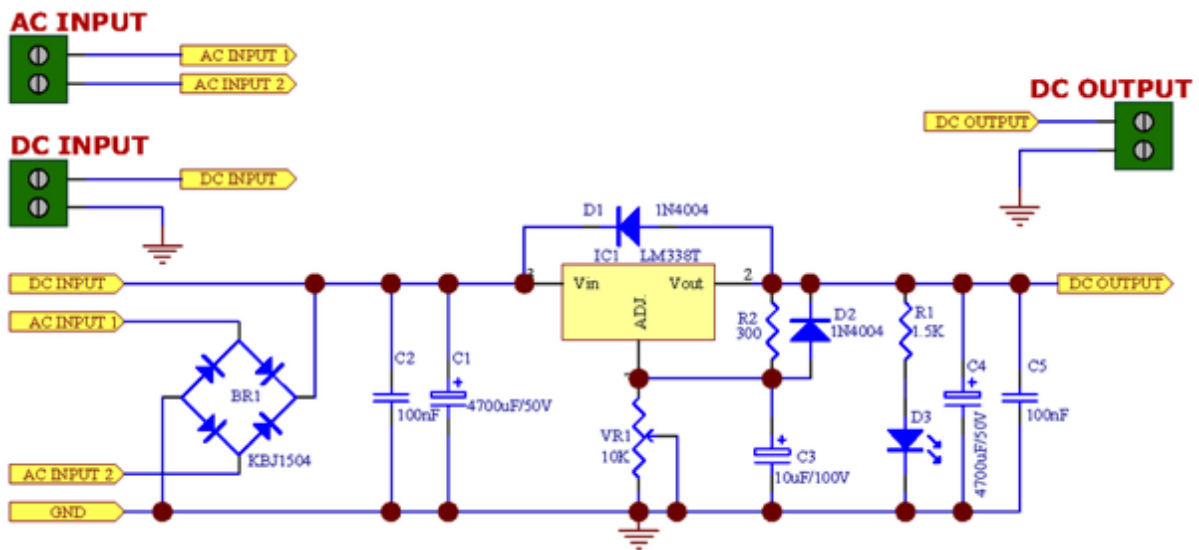 AC INPUT
AC INPUT 1
AC INPUT 2
DC OUTPUT
DC OUTPUT
DC INPUT
DC INPUT
D1 1N4004
IC1 LM338T
3 Vin Vout 2
ADJ.
1
DC INPUT
DC OUTPUT
AC INPUT 1
R2
300
D2
1N4004
R1
1.5K
C2
100nF
C1
4700uF/50V
C4
4700uF/50V
C5
100nF
BR1
KBJ1504
VR1
10K
C3
10uF/100V
D3
AC INPUT 2
GND